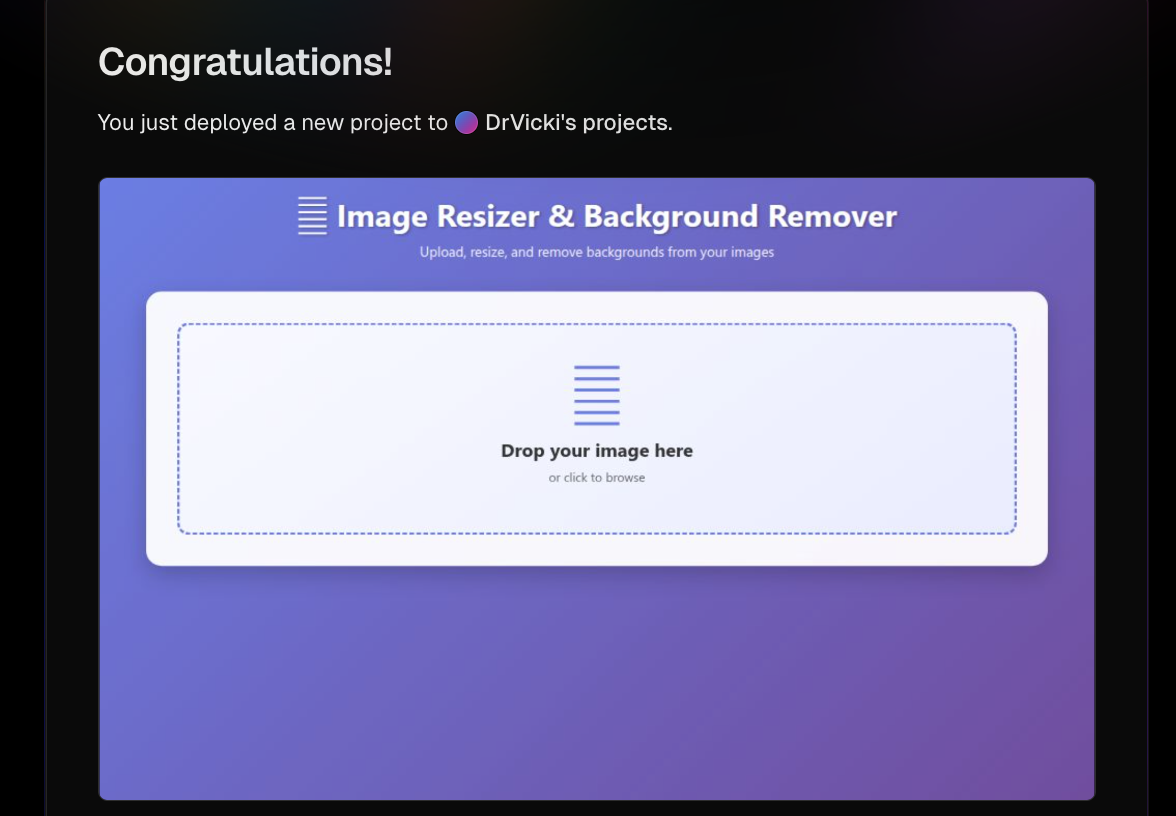 Congratulations!
You just deployed a new project to DrVicki's projects.
Image Resizer & Background Remover
Upload, resize, and remove backgrounds from your images
Drop your image here
or click to browse